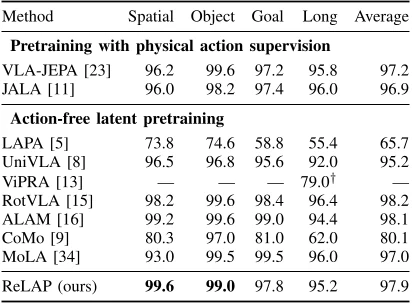 Method Spatial Object Goal Long Average
Pretraining with physical action supervision
VLA-JEPA [23] 96.2 99.6 97.2 95.8 97.2
JALA [11] 96.0 98.2 97.4 96.0 96.9
Action-free latent pretraining
LAPA [5] 73.8 74.6 58.8 55.4 65.7
UniVLA [8] 96.5 96.8 95.6 92.0 95.2
ViPRA [13] — — — 79.0† —
RotVLA [15] 98.2 99.6 98.4 96.4 98.2
ALAM [16] 99.2 99.6 99.0 94.4 98.1
CoMo [9] 80.3 97.0 81.0 62.0 80.1
MoLA [34] 93.0 99.5 99.5 96.0 97.0
ReLAP (ours) 99.6 99.0 97.8 95.2 97.9